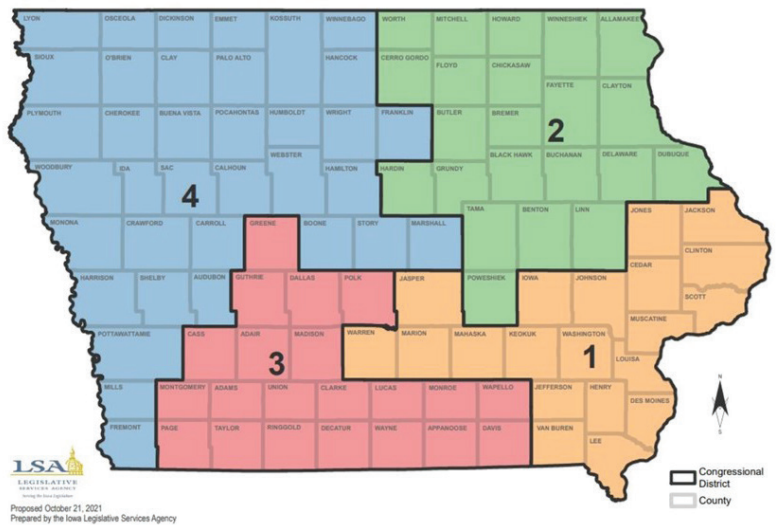 LYON OSCEOLA DICKINSON EMMET KOSSUTH WINNEBAGO WORTH MITCHELL HOWARD WINNESHIEK ALLAMAKEE
SIOUX O'BRIEN CLAY PALO ALTO HANCOCK CERRO GORDO FLOYD CHICKASAW
FAYETTE CLAYTON
PLYMOUTH CHEROKEE BUENA VISTA POCAHONTAS HUMBOLDT WRIGHT FRANKLIN BUTLER BREMER
2
WOODBURY IDA SAC CALHOUN WEBSTER HAMILTON HARDIN GRUNDY BLACK HAWK BUCHANAN DELAWARE DUBUQUE
4
MONONA CRAWFORD CARROLL GREENE BOONE STORY MARSHALL TAMA BENTON LINN JONES JACKSON
CLINTON
HARRISON SHELBY AUDUBON GUTHRIE DALLAS POLK JASPER POWESHIEK IOWA JOHNSON CEDAR
SCOTT
MUSCATINE
POTTAWATTAMIE CASS ADAIR MADISON WARREN MARION MAHASKA KEOKUK WASHINGTON
3 1
LOUISA
MILLS MONTGOMERY ADAMS UNION CLARKE LUCAS MONROE WAPELLO JEFFERSON HENRY
DES MOINES
FREMONT PAGE TAYLOR RINGGOLD DECATUR WAYNE APPANOOSE DAVIS VAN BUREN
LEE
N
S
LSA
LEGISLATIVE
SERVICES AGENCY
Serving the Iowa Legislature
Congressional
District
County
Proposed October 21, 2021
Prepared by the Iowa Legislative Services Agency